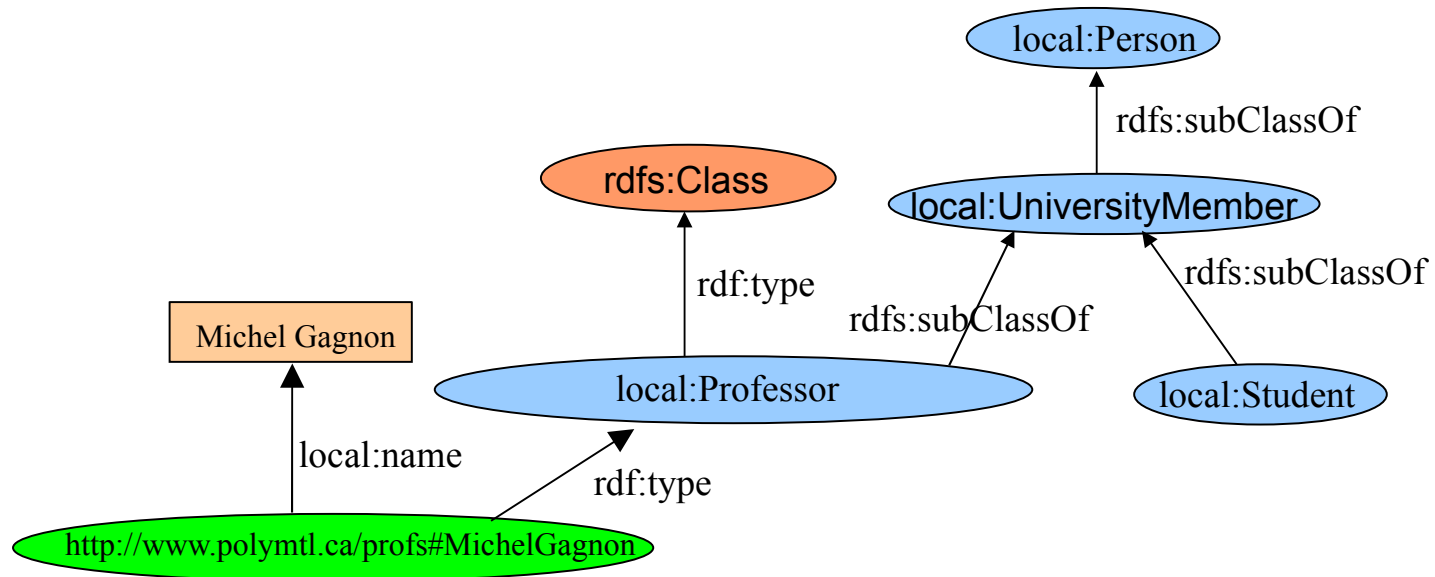 local:Person
rdfs:subClassOf
rdfs:Class
local:UniversityMember
rdf:type
rdfs:subClassOf
rdfs:subClassOf
Michel Gagnon
local:Professor
local:Student
local:name
rdf:type
http://www.polymtl.ca/profs#MichelGagnon